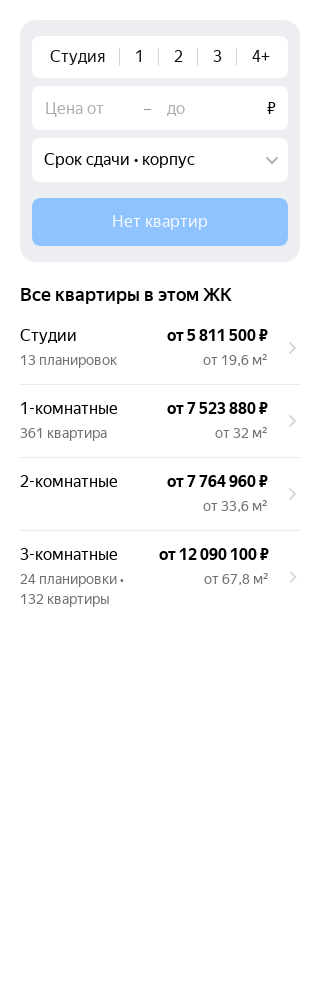 Студия 1 2 3 4+
Цена от – до ₽
Срок сдачи • корпус
Нет квартир
Все квартиры в этом ЖК
Студии от 5 811 500 ₽
13 планировок от 19,6 м²
1-комнатные от 7 523 880 ₽
361 квартира от 32 м²
2-комнатные от 7 764 960 ₽
от 33,6 м²
3-комнатные от 12 090 100 ₽
24 планировки • от 67,8 м²
132 квартиры